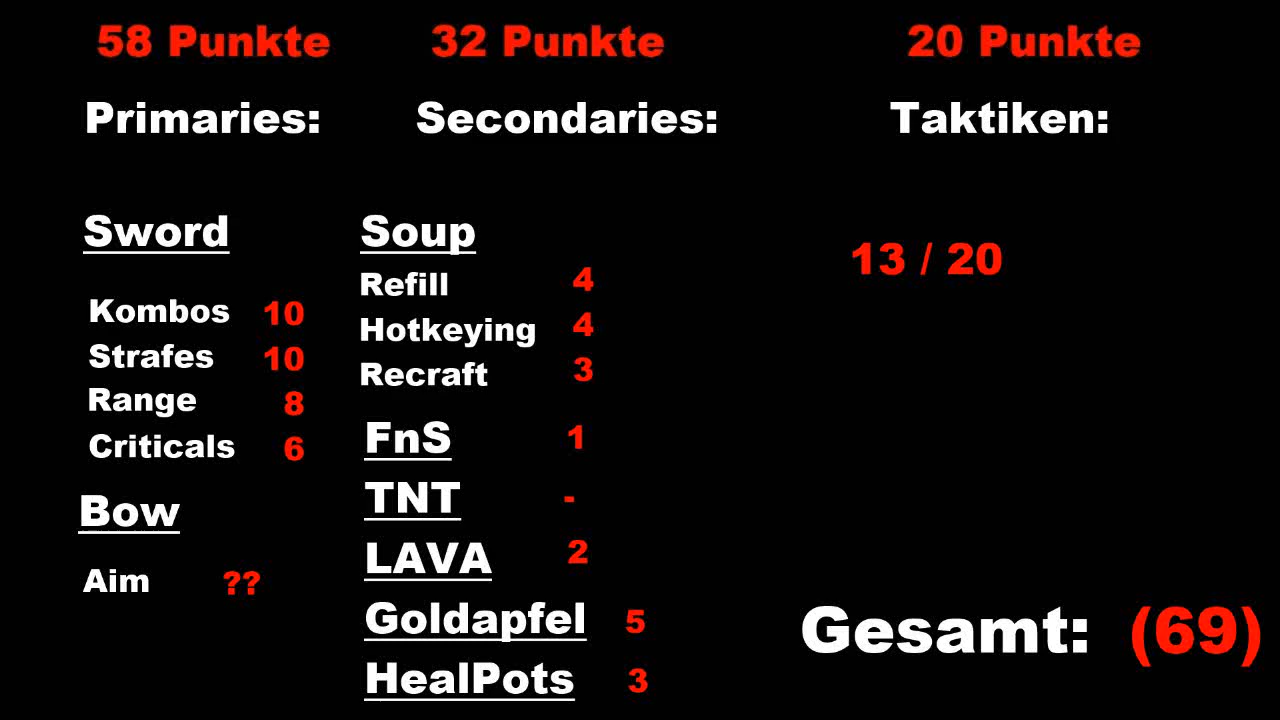 58 Punkte 32 Punkte 20 Punkte
Primaries: Secondaries: Taktiken:
Sword
Kombos 10
Strafes 10
Range 8
Criticals 6
Bow
Aim ??
Soup
Refill 4
Hotkeying 4
Recraft 3
FnS 1
TNT -
LAVA 2
Goldapfel 5
HealPots 3
13 / 20
Gesamt: (69)